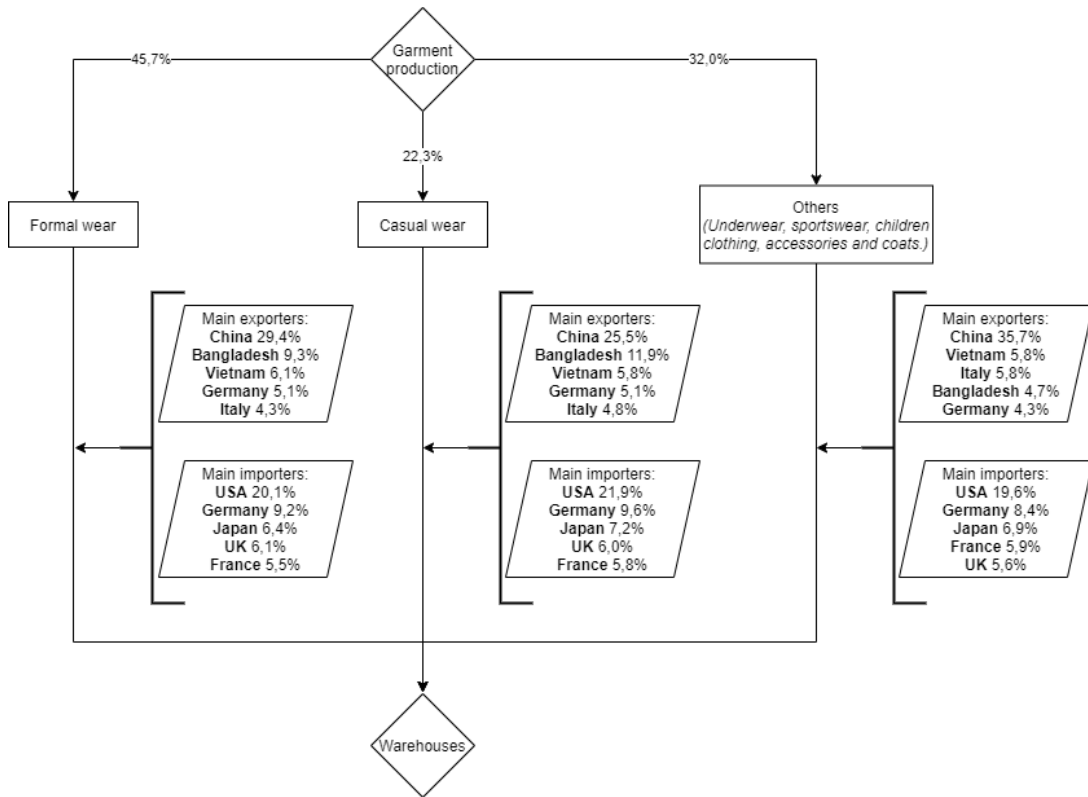 Garment
production
45,7%
32,0%
22,3%
Formal wear
Casual wear
Others
(Underwear, sportswear, children
clothing, accessories and coats.)
Main exporters:
China 29,4%
Bangladesh 9,3%
Vietnam 6,1%
Germany 5,1%
Italy 4,3%
Main importers:
USA 20,1%
Germany 9,2%
Japan 6,4%
UK 6,1%
France 5,5%
Main exporters:
China 25,5%
Bangladesh 11,9%
Vietnam 5,8%
Germany 5,1%
Italy 4,8%
Main importers:
USA 21,9%
Germany 9,6%
Japan 7,2%
UK 6,0%
France 5,8%
Main exporters:
China 35,7%
Vietnam 5,8%
Italy 5,8%
Bangladesh 4,7%
Germany 4,3%
Main importers:
USA 19,6%
Germany 8,4%
Japan 6,9%
France 5,9%
UK 5,6%
Warehouses